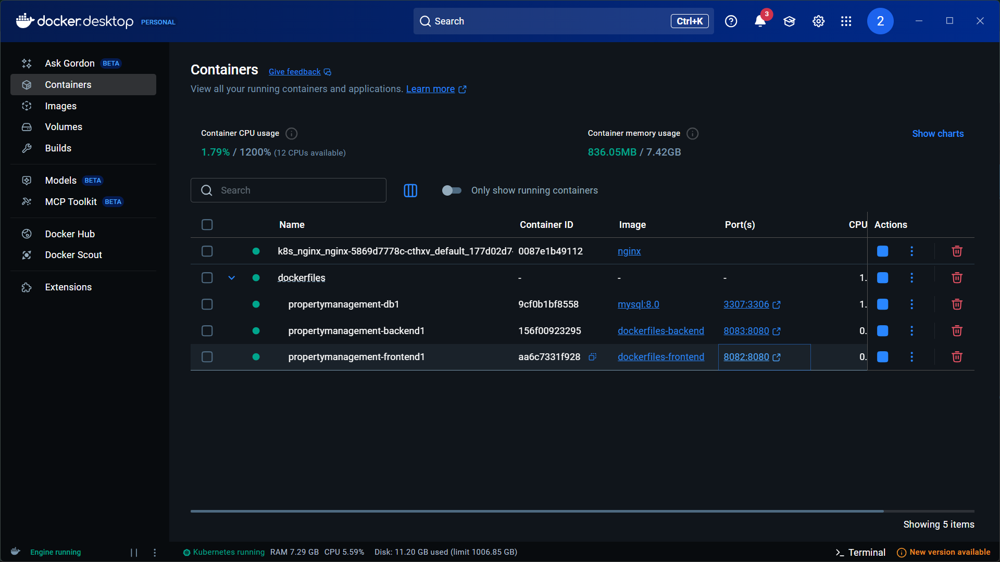 docker.desktop PERSONAL
Search
Ctrl+K
3
2
Ask Gordon BETA
Containers
Images
Volumes
Builds
Models BETA
MCP Toolkit BETA
Docker Hub
Docker Scout
Extensions
Containers Give feedback
View all your running containers and applications. Learn more
Container CPU usage
1.79% / 1200% (12 CPUs available)
Container memory usage
836.05MB / 7.42GB
Show charts
Search
Only show running containers
Name Container ID Image Port(s) CPU Actions
k8s_nginx_nginx-5869d7778c-cthxv_default_177d02d7- 0087e1b49112 nginx
dockerfiles - - - 1.
propertymanagement-db1 9cf0b1bf8558 mysql:8.0 3307:3306 1.
propertymanagement-backend1 156f00923295 dockerfiles-backend 8083:8080 0.
propertymanagement-frontend1 aa6c7331f928 dockerfiles-frontend 8082:8080 0.
Showing 5 items
Engine running
Kubernetes running RAM 7.29 GB CPU 5.59% Disk: 11.20 GB used (limit 1006.85 GB)
Terminal
New version available